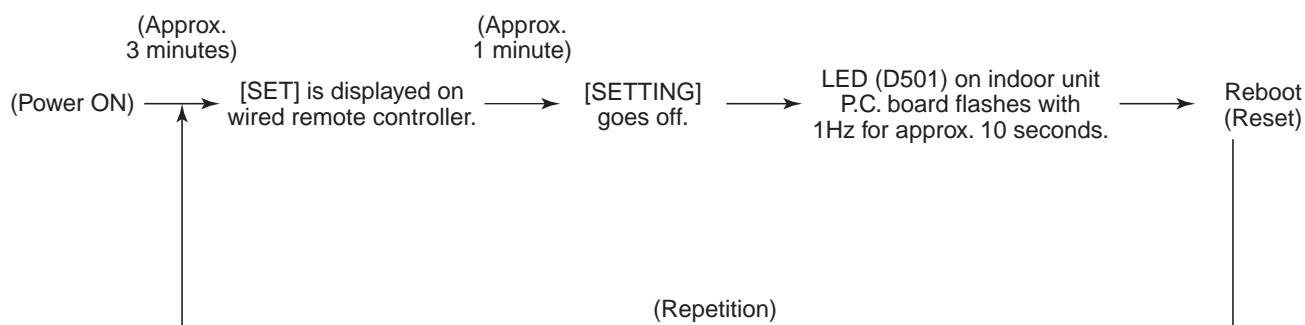 (Approx.
3 minutes)
(Approx.
1 minute)
(Power ON)
[SET] is displayed on
wired remote controller.
[SETTING]
goes off.
LED (D501) on indoor unit
P.C. board flashes with
1Hz for approx. 10 seconds.
Reboot
(Reset)
(Repetition)